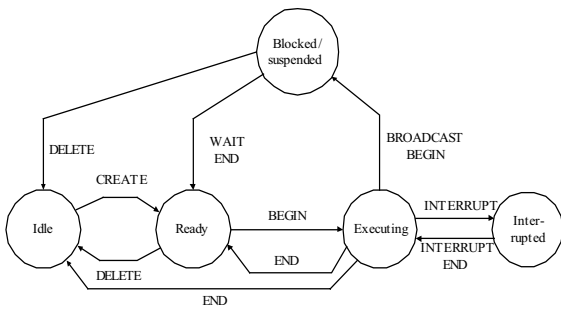 Blocked/
suspended
DELETE
WAIT
END
BROADCAST
BEGIN
CREATE
Idle
Ready
BEGIN
Executing
INTERRUPT
Inter-
rupted
INTERRUPT
END
DELETE
END
END